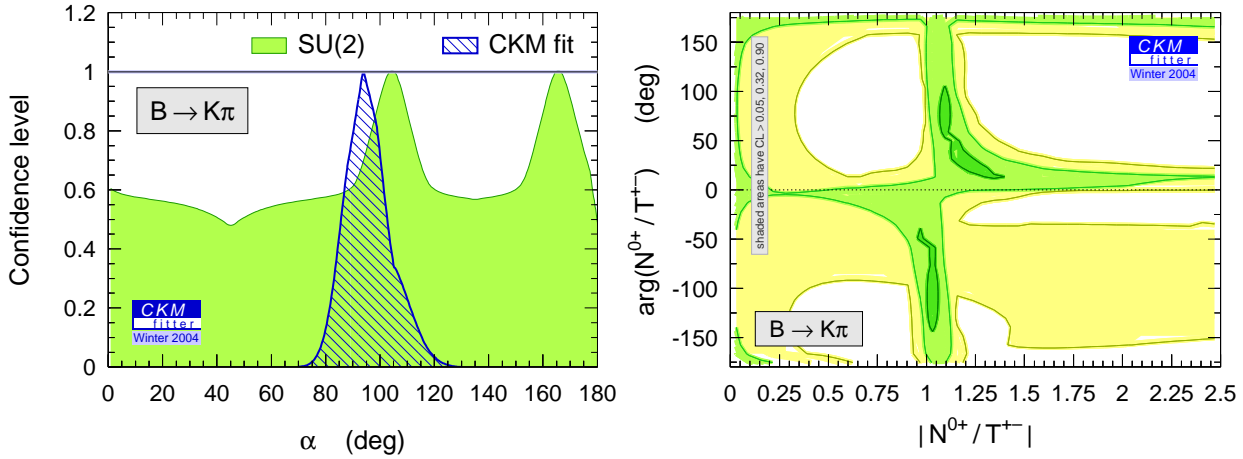 1.2
1
0.8
0.6
0.4
0.2
0
Confidence level
SU(2)
CKM fit
B → Kπ
CKM
fitter
Winter 2004
0 20 40 60 80 100 120 140 160 180
α (deg)
150
100
50
0
-50
-100
-150
arg(N⁰⁺/T⁺⁻) (deg)
shaded areas have CL > 0.05, 0.32, 0.90
CKM
fitter
Winter 2004
B → Kπ
0 0.25 0.5 0.75 1 1.25 1.5 1.75 2 2.25 2.5
|N⁰⁺/T⁺⁻|